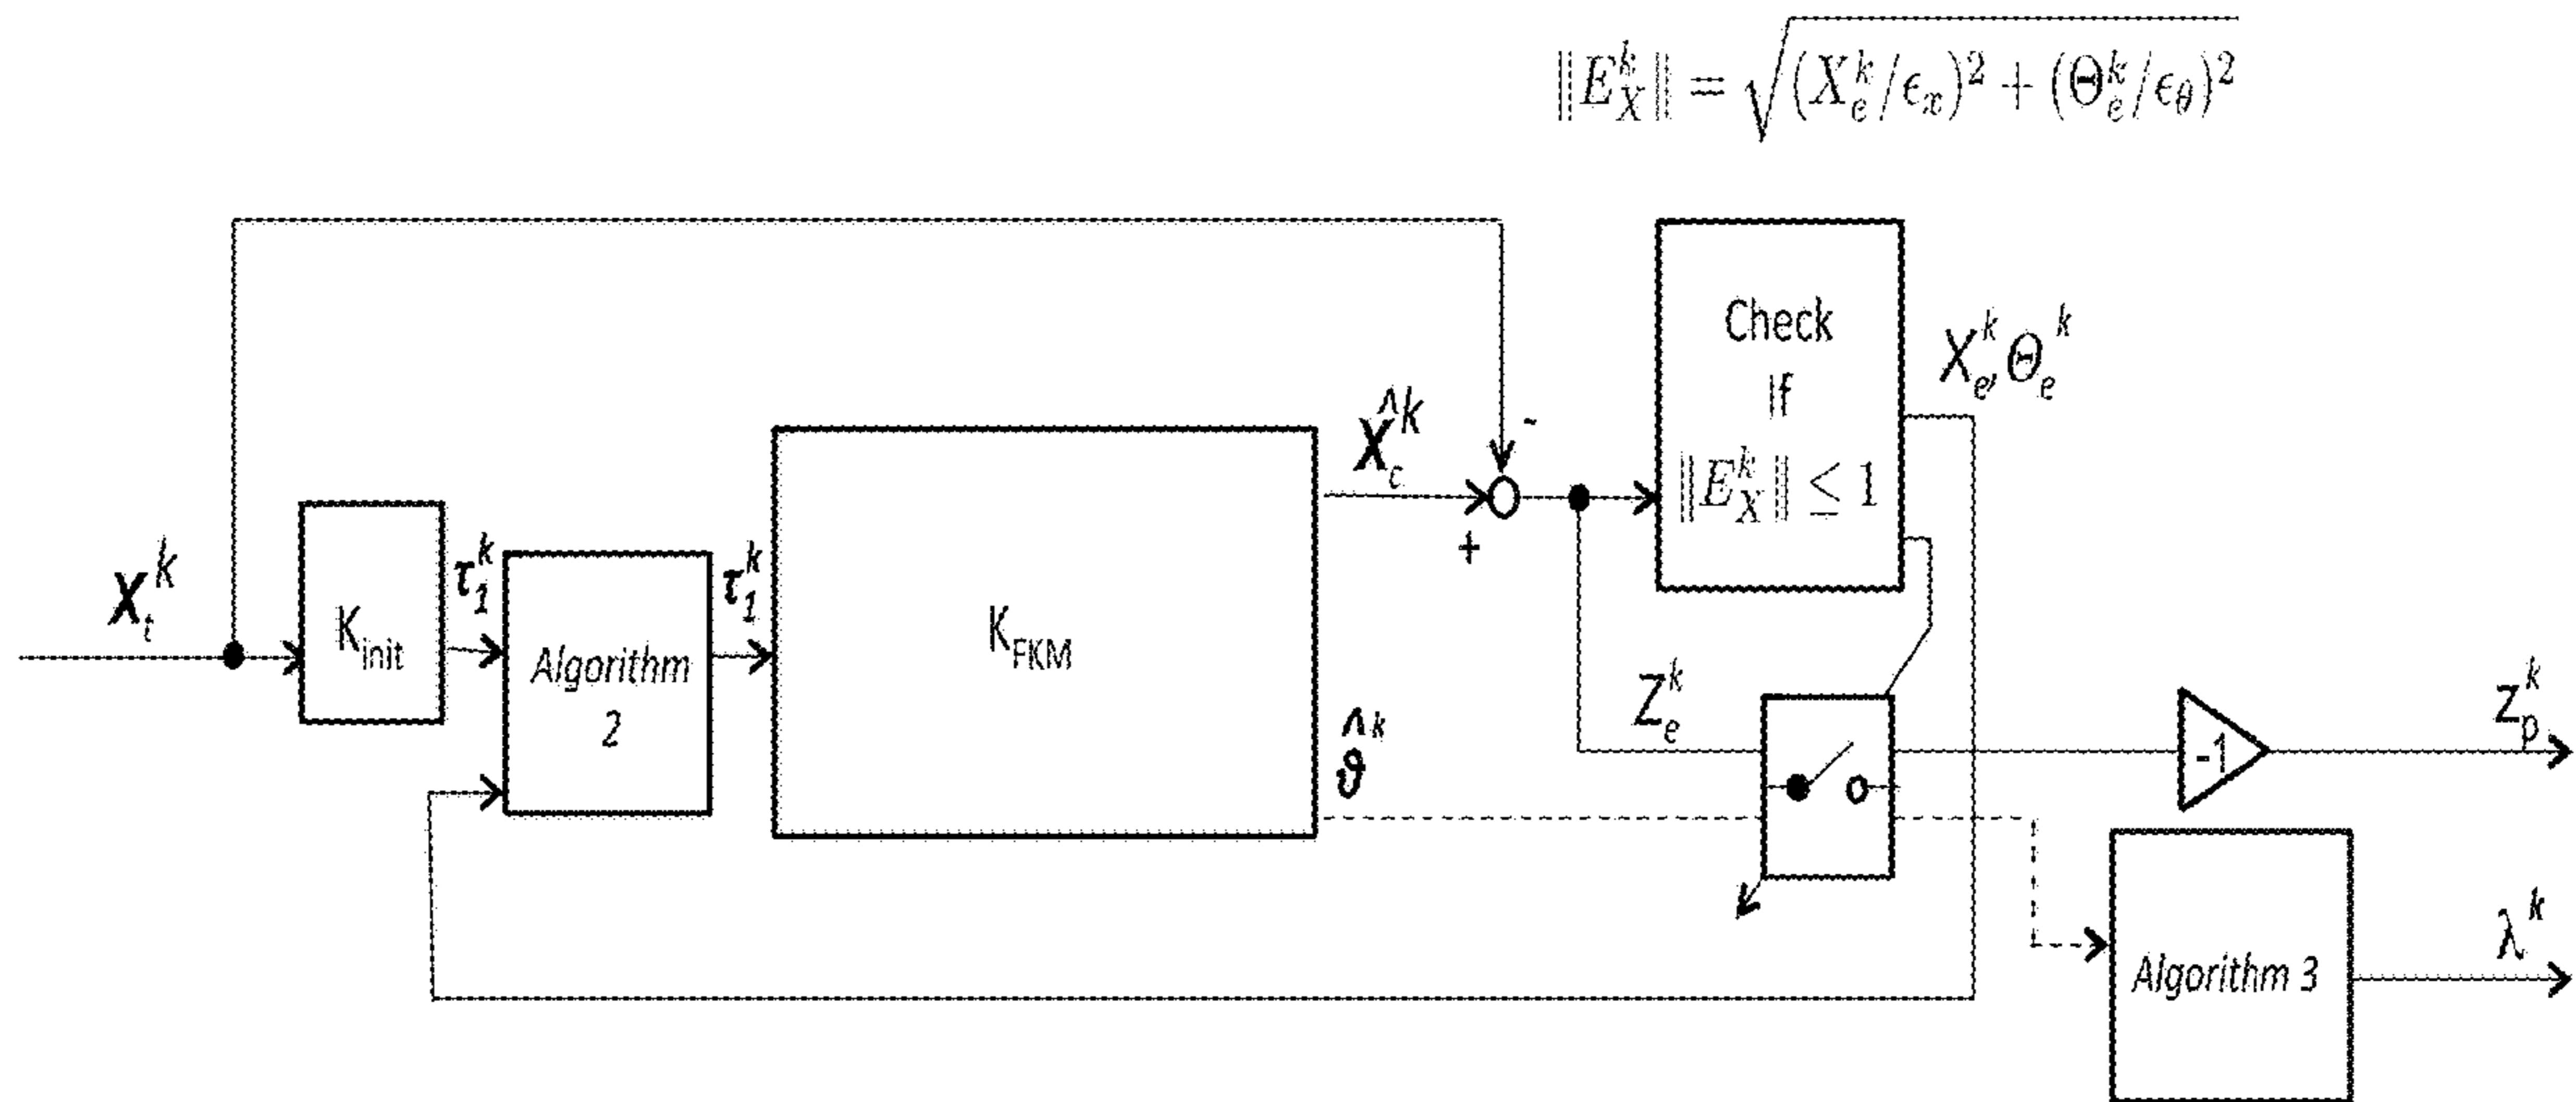 ‖E_X^k‖ = √((X_e^k/ϵ_x)² + (Θ_e^k/ϵ_θ)²)
Check
If
‖E_X^k‖ ≤ 1
X_e^k, Θ_e^k
X̂_c^k
-
+
X_t^k
K_init
τ_1^k
Algorithm
2
τ_1^k
K_FKM
ϑ̂^k
Z_e^k
-1
z_p^k
Algorithm 3
λ^k